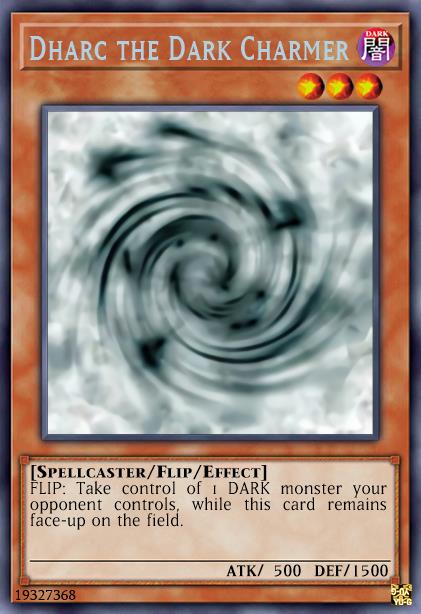 Dharc the Dark Charmer
DARK
闇
[Spellcaster/Flip/Effect]
FLIP: Take control of 1 DARK monster your
opponent controls, while this card remains
face-up on the field.
ATK/ 500 DEF/1500
19327368